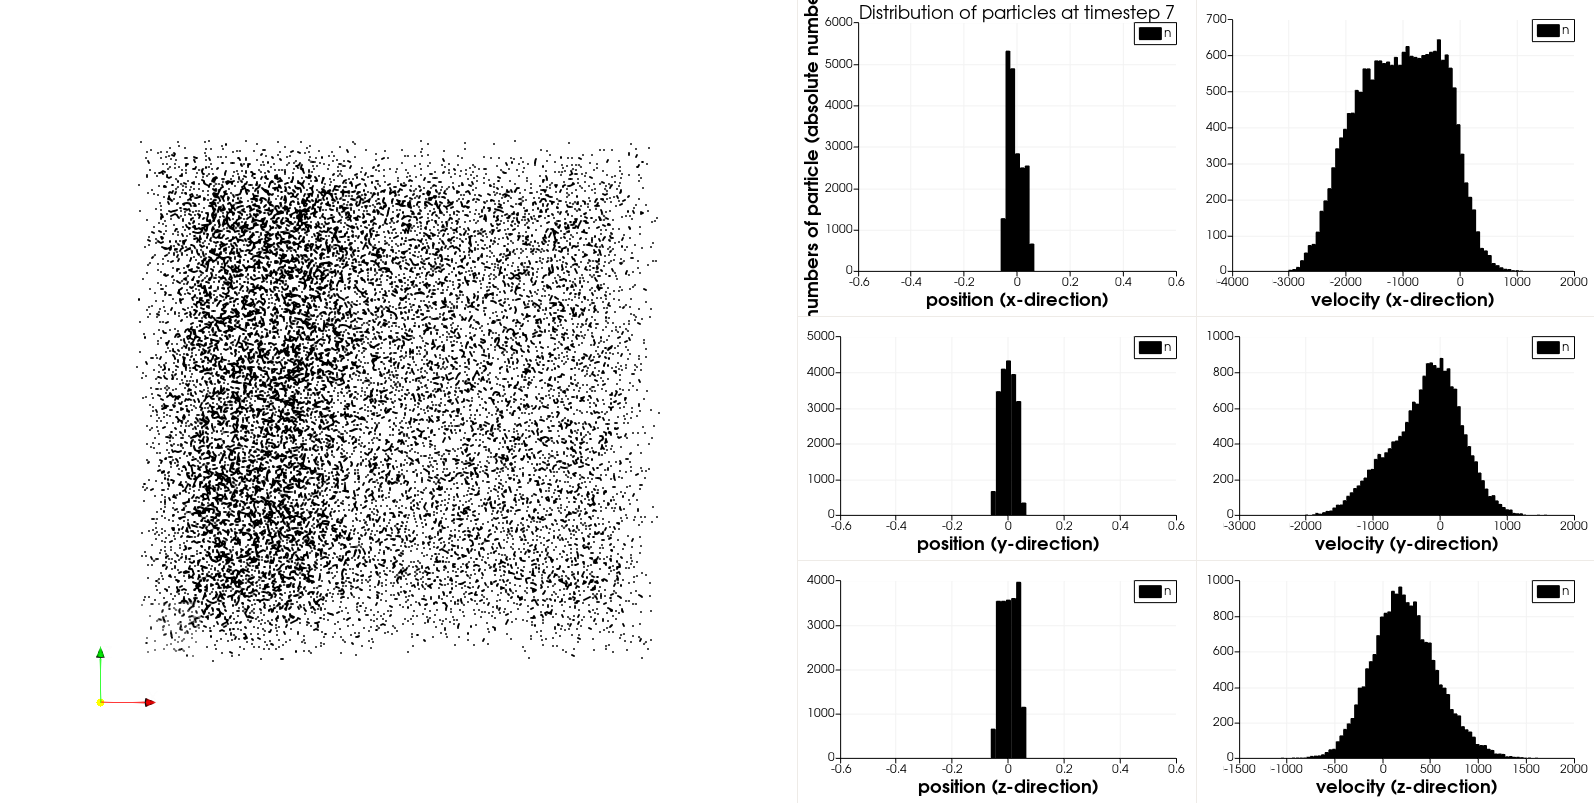 Distribution of particles at timestep 7
numbers of particle (absolute
6000
5000
4000
3000
2000
1000
0
-0.6 -0.4 -0.2 0 0.2 0.4 0.6
position (x-direction)
n
700
600
500
400
300
200
100
0
-4000 -3000 -2000 -1000 0 1000 2000
velocity (x-direction)
n
5000
4000
3000
2000
1000
0
-0.6 -0.4 -0.2 0 0.2 0.4 0.6
position (y-direction)
n
1000
800
600
400
200
0
-3000 -2000 -1000 0 1000 2000
velocity (y-direction)
n
4000
3000
2000
1000
0
-0.6 -0.4 -0.2 0 0.2 0.4 0.6
position (z-direction)
n
1000
800
600
400
200
0
-1500 -1000 -500 0 500 1000 1500 2000
velocity (z-direction)
n